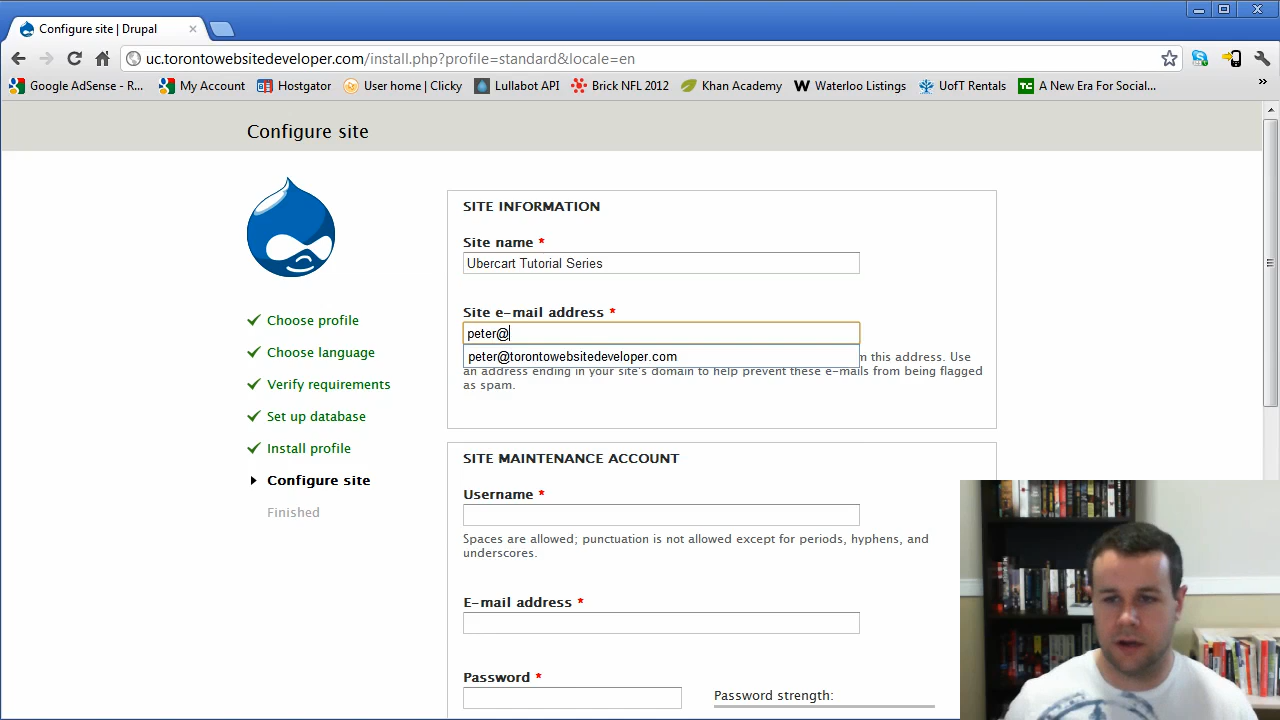 Configure site | Drupal
uc.torontowebsitedeveloper.com/install.php?profile=standard&locale=en
Google AdSense - R... My Account Hostgator User home | Clicky Lullabot API Brick NFL 2012 Khan Academy Waterloo Listings UofT Rentals TC A New Era For Social... »
Configure site
SITE INFORMATION
Site name *
Ubercart Tutorial Series
Site e-mail address *
peter@
peter@torontowebsitedeveloper.com
m this address. Use
an address ending in your site's domain to help prevent these e-mails from being flagged
as spam.
Choose profile
Choose language
Verify requirements
Set up database
Install profile
Configure site
Finished
SITE MAINTENANCE ACCOUNT
Username *
Spaces are allowed; punctuation is not allowed except for periods, hyphens, and
underscores.
E-mail address *
Password *
Password strength: